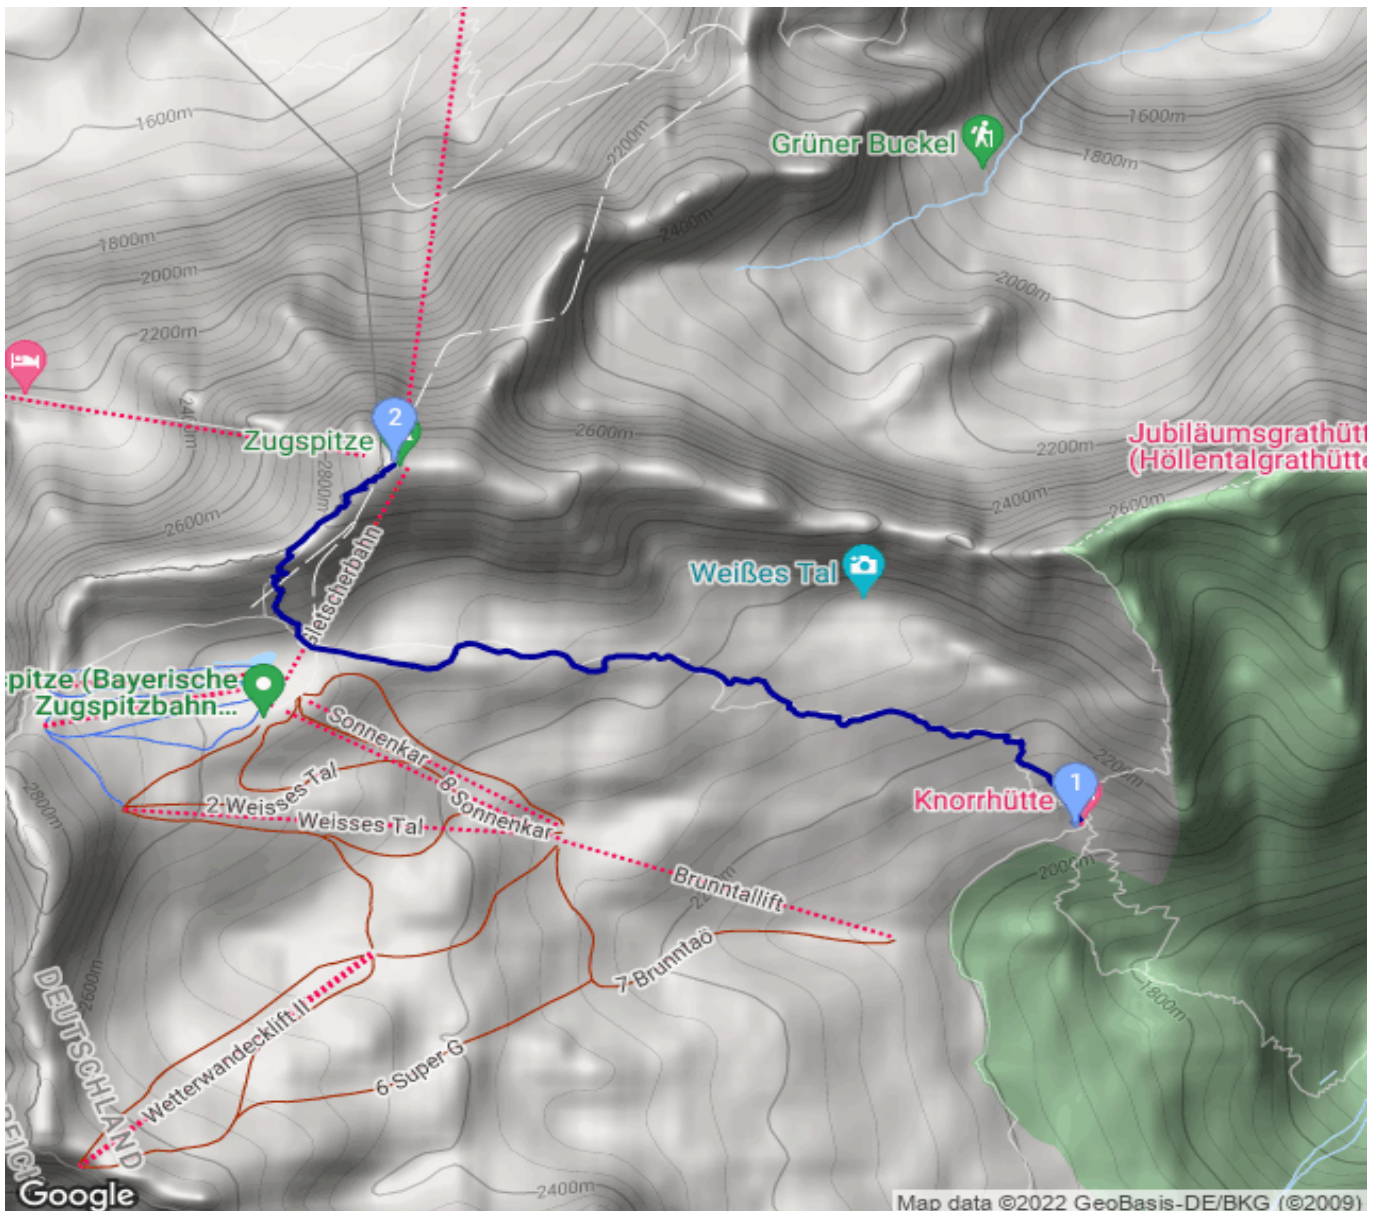 1600m
2200m
Grüner Buckel
1600m
1800m
2400m
1800m
2000m
2000m
2200m
2400m
2
Zugspitze
2600m
2200m
Jubiläumsgrathütt
(Höllentalgrathütte
2800m
2600m
2400m
2600m
Gletscherbahn
Weißes Tal
spitze (Bayerische
Zugspitzbahn...
Sonnenkar
8-Sonnenkar
2-Weisses Tal
Weisses Tal
2800m
2200m
1
Knorrhütte
2000m
Brunntallift
7-Brunntaö
2600m
DEUTSCHLAND
1800m
Wetterwandecklift II
6-Super-G
REICH
2400m
Google
Map data ©2022 GeoBasis-DE/BKG (©2009)